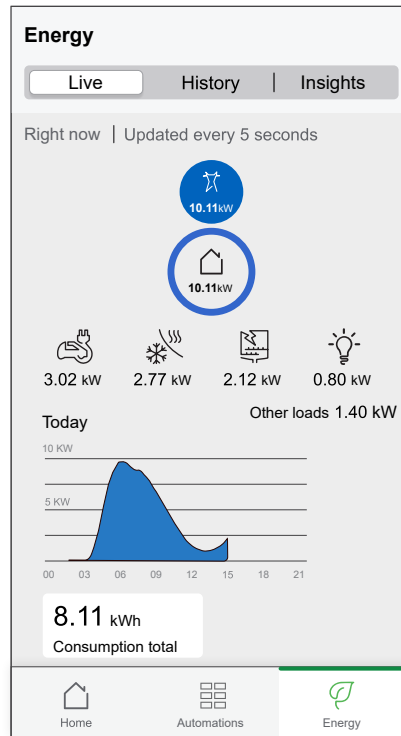 Energy
Live History Insights
Right now | Updated every 5 seconds
10.11kW
10.11kW
3.02 kW 2.77 kW 2.12 kW 0.80 kW
Other loads 1.40 kW
Today
10 KW
5 KW
00 03 06 09 12 15 18 21
8.11 kWh
Consumption total
Home Automations Energy